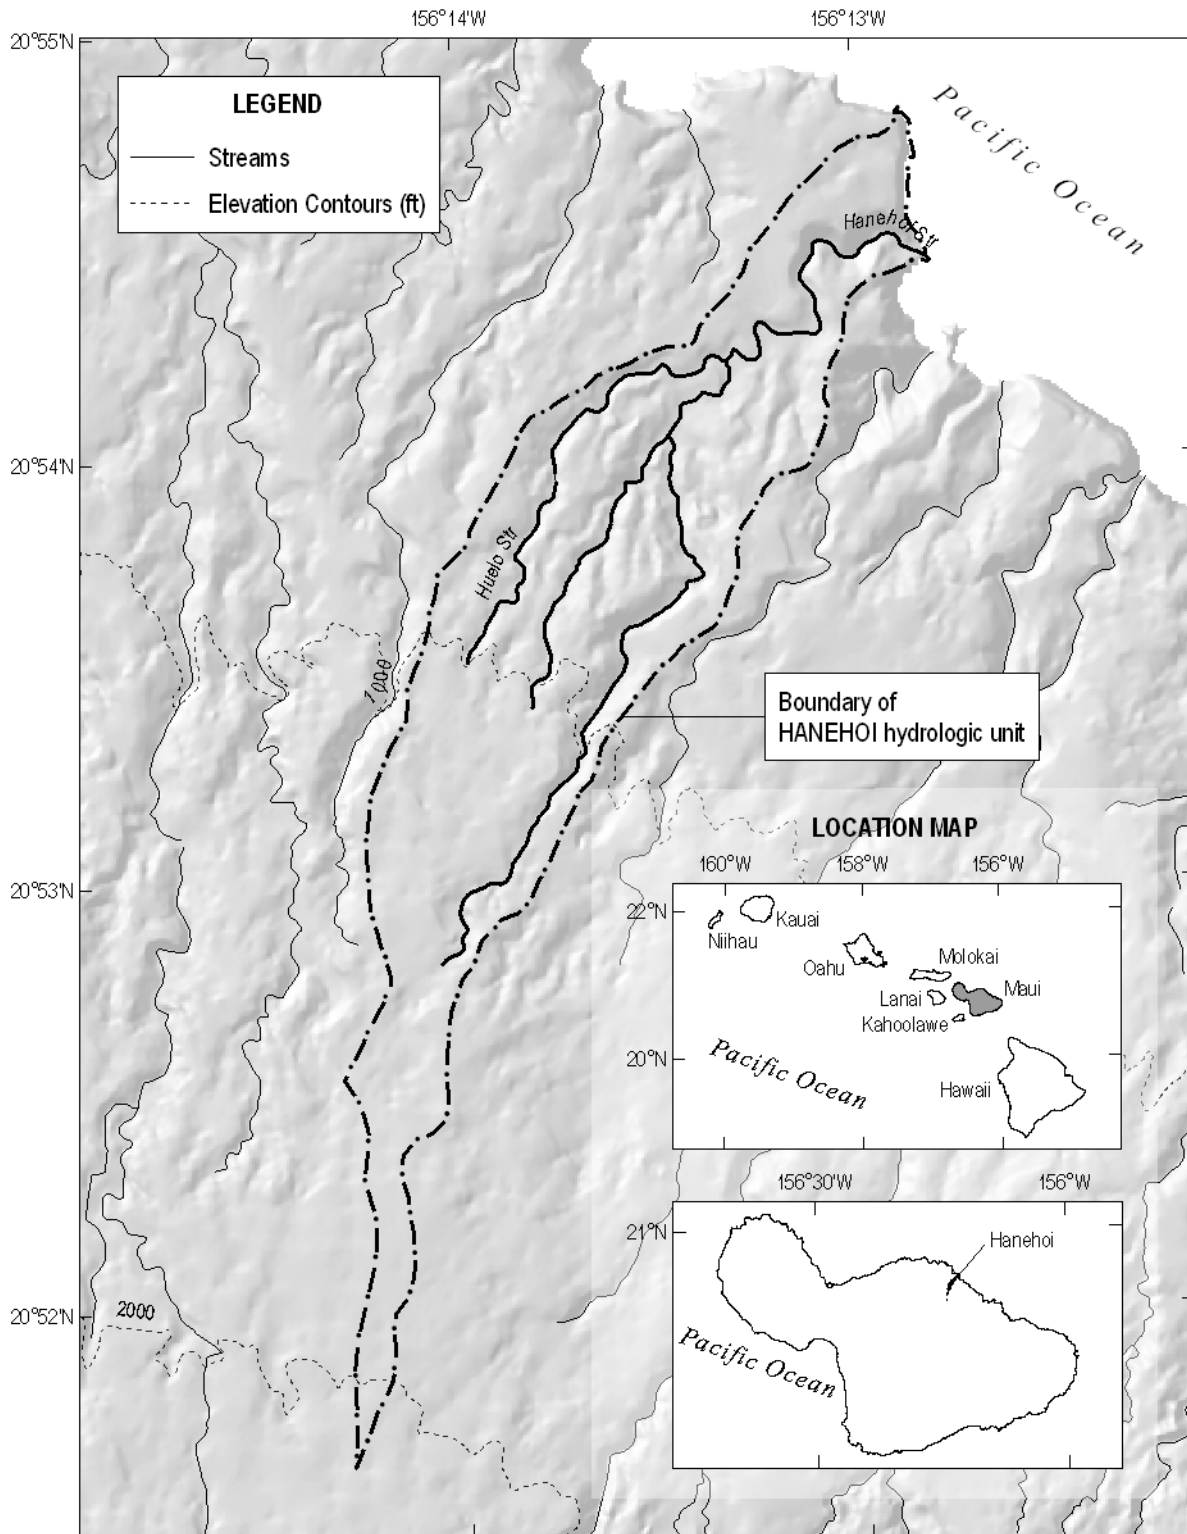 156°14'W
156°13'W
20°55'N
LEGEND
Streams
Elevation Contours (ft)
Pacific Ocean
Hanehoi Str
20°54'N
Huelo Str
1000
Boundary of
HANEHOI hydrologic unit
LOCATION MAP
160°W
158°W
156°W
20°53'N
22°N
Kauai
Niihau
Oahu
Molokai
Lanai
Maui
Kahoolawe
20°N
Pacific Ocean
Hawaii
156°30'W
156°W
21°N
Hanehoi
20°52'N
2000
Pacific Ocean